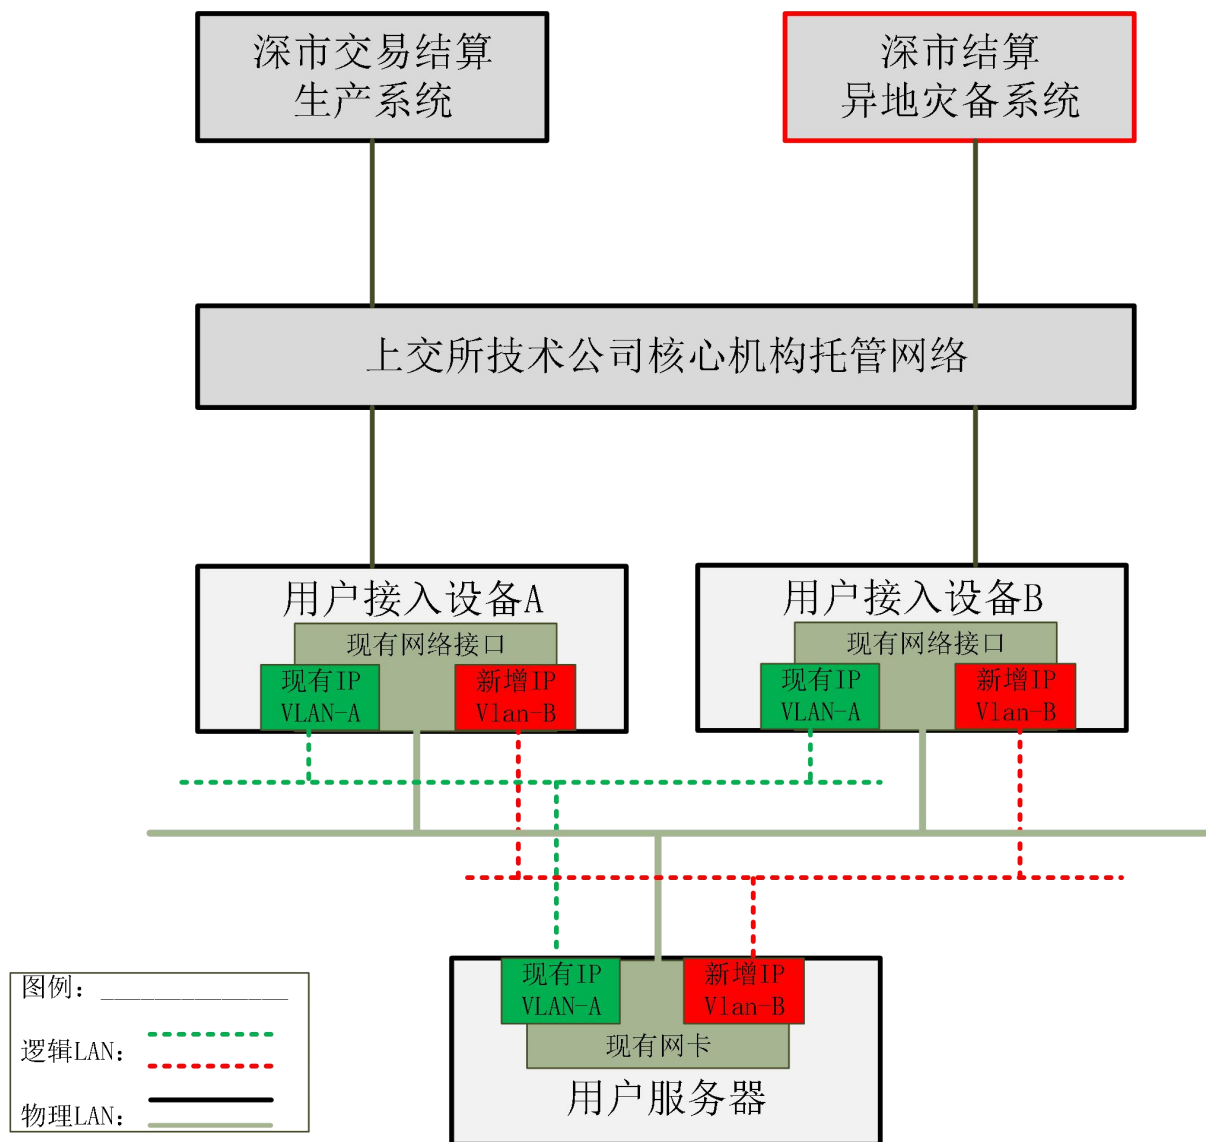 深市交易结算
生产系统
深市结算
异地灾备系统
上交所技术公司核心机构托管网络
用户接入设备A
现有网络接口
现有IP
VLAN-A
新增IP
Vlan-B
用户接入设备B
现有网络接口
现有IP
VLAN-A
新增IP
Vlan-B
现有IP
VLAN-A
新增IP
Vlan-B
现有网卡
用户服务器
图例：______________
逻辑LAN：
物理LAN：